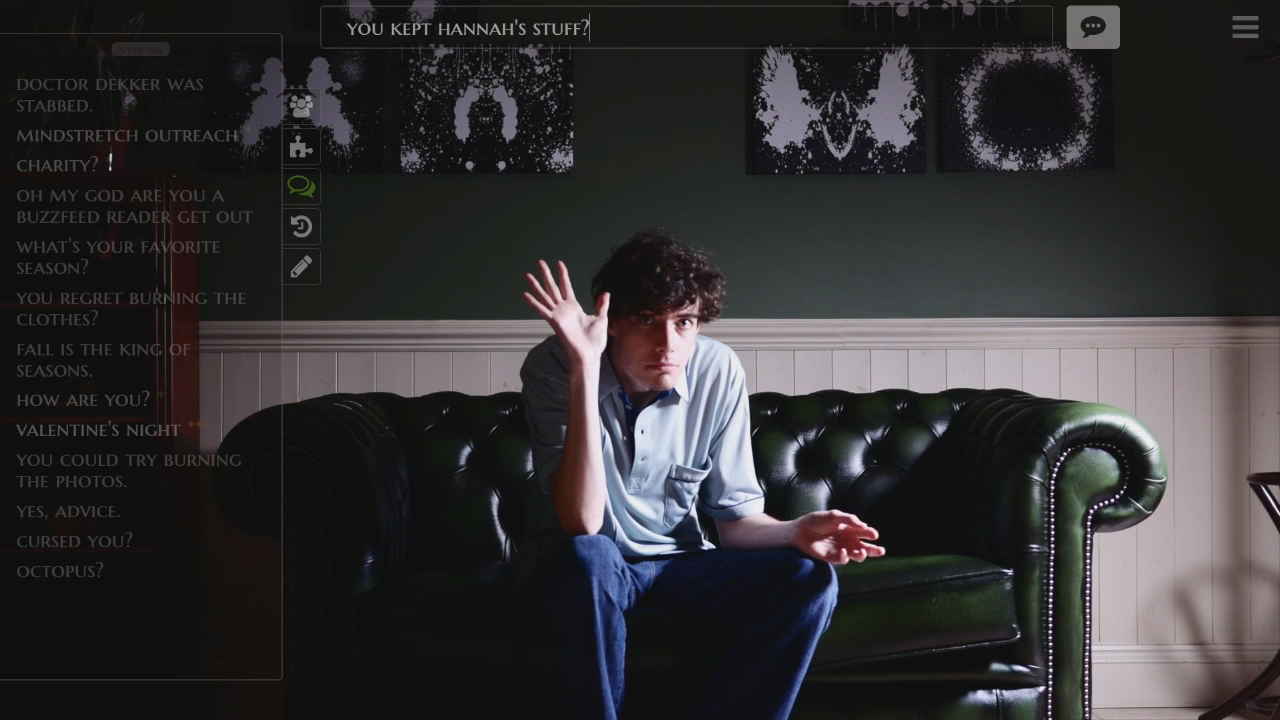 YOU KEPT HANNAH'S STUFF?
SHOW ALL
DOCTOR DEKKER WAS
STABBED.
MINDSTRETCH OUTREACH
CHARITY?
OH MY GOD ARE YOU A
BUZZFEED READER GET OUT
WHAT'S YOUR FAVORITE
SEASON?
YOU REGRET BURNING THE
CLOTHES?
FALL IS THE KING OF
SEASONS.
HOW ARE YOU?
VALENTINE'S NIGHT
YOU COULD TRY BURNING
THE PHOTOS.
YES, ADVICE.
CURSED YOU?
OCTOPUS?